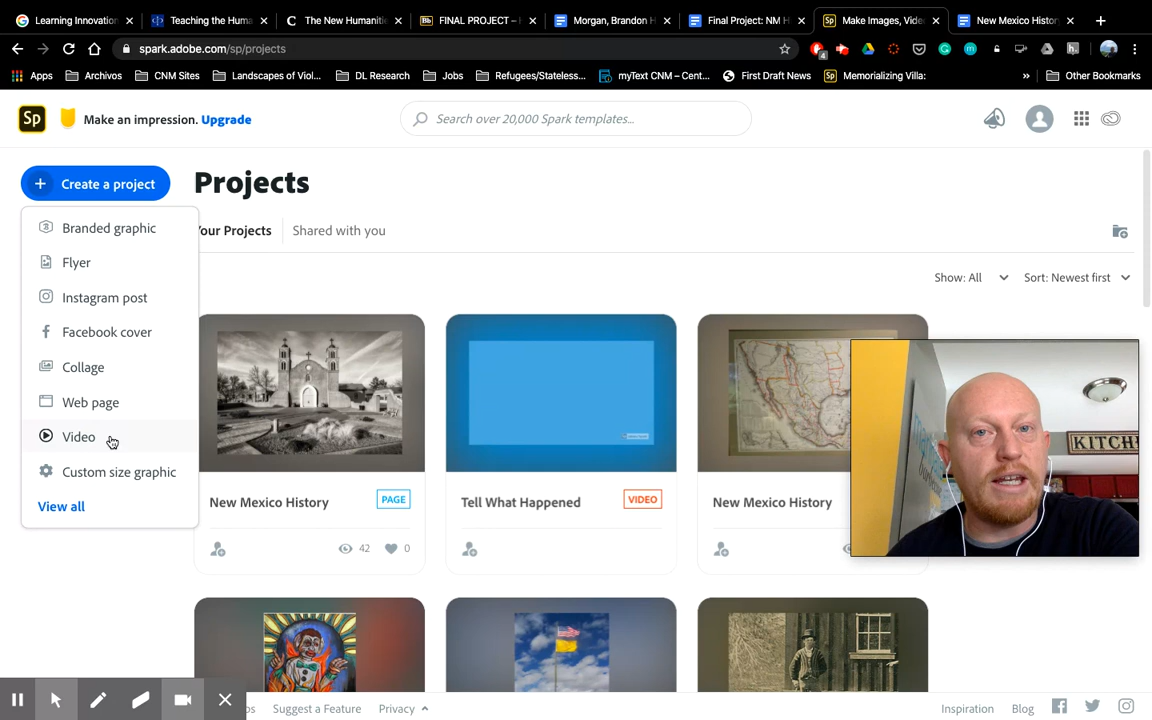 Learning Innovation
Teaching the Huma
The New Humaniti
FINAL PROJECT –
Morgan, Brandon H
Final Project: NM H
Make Images, Vide
New Mexico Histor
spark.adobe.com/sp/projects
Apps
Archivos
CNM Sites
Landscapes of Viol...
DL Research
Jobs
Refugees/Stateless...
myText CNM – Cent...
First Draft News
Memorializing Villa:
»
Other Bookmarks
Sp
Make an impression. Upgrade
Search over 20,000 Spark templates...
Create a project
Projects
Branded graphic
Your Projects
Shared with you
Flyer
Show: All
Sort: Newest first
Instagram post
Facebook cover
Collage
Web page
Video
KITCH
Custom size graphic
View all
New Mexico History
PAGE
Tell What Happened
VIDEO
New Mexico History
42
0
Suggest a Feature
Privacy
Inspiration
Blog